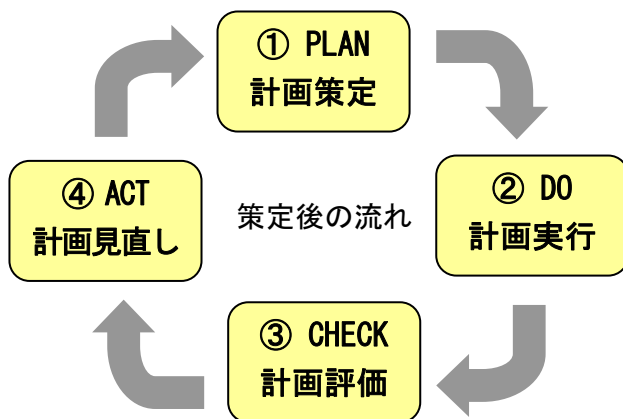 ① PLAN
計画策定
② DO
計画実行
③ CHECK
計画評価
④ ACT
計画見直し
策定後の流れ